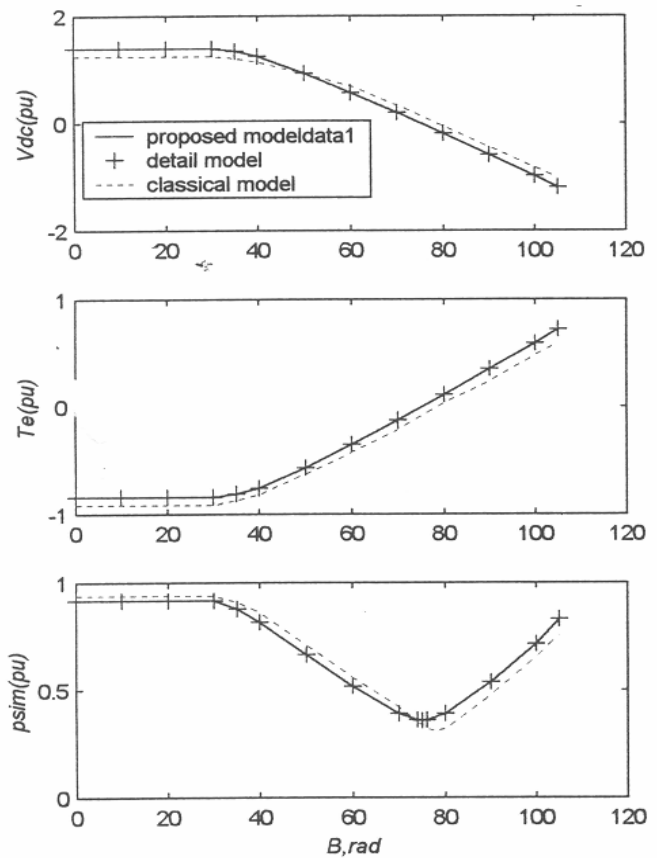 2
0
-2
Vdc(pu)
proposed modeldata1
detail model
classical model
0 20 40 60 80 100 120
1
0
-1
Te(pu)
0 20 40 60 80 100 120
1
0.5
0
psim(pu)
0 20 40 60 80 100 120
B,rad